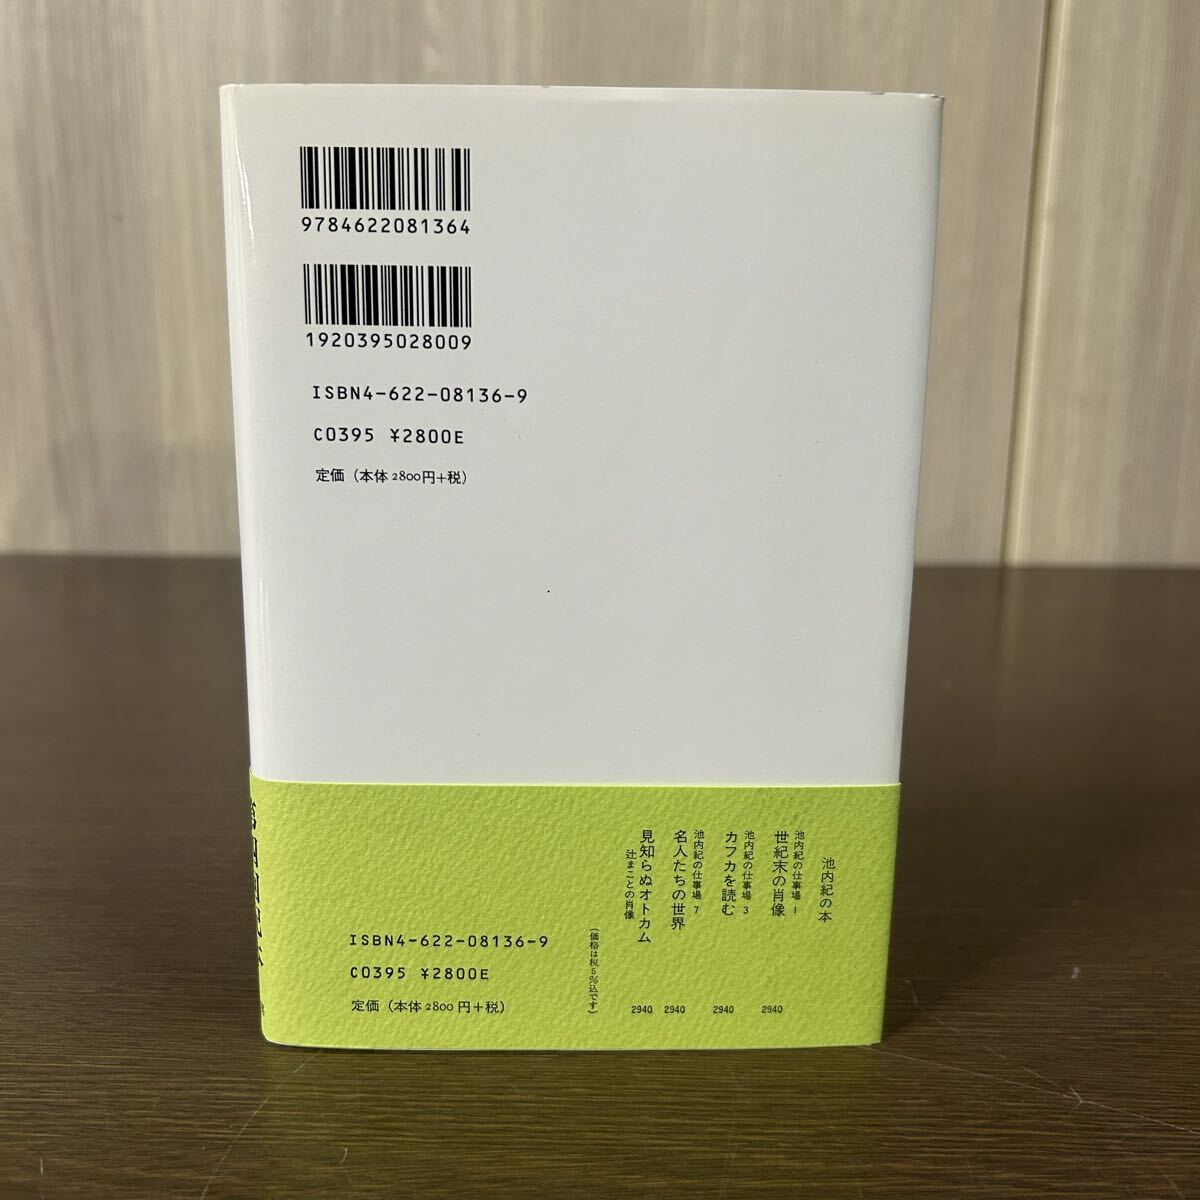 9784622081364
1920395028009
ISBN4-622-08136-9
C0395 ¥2800E
定価（本体2800円+税）
池内紀の本
池内紀の仕事場 1
世紀末の肖像 2940
池内紀の仕事場 3
カフカを読む 2940
池内紀の仕事場 7
名人たちの世界 2940
見知らぬオトカム 2940
辻まことの肖像
（価格は税5%込です）
ISBN4-622-08136-9
C0395 ¥2800E
定価（本体2800円+税）